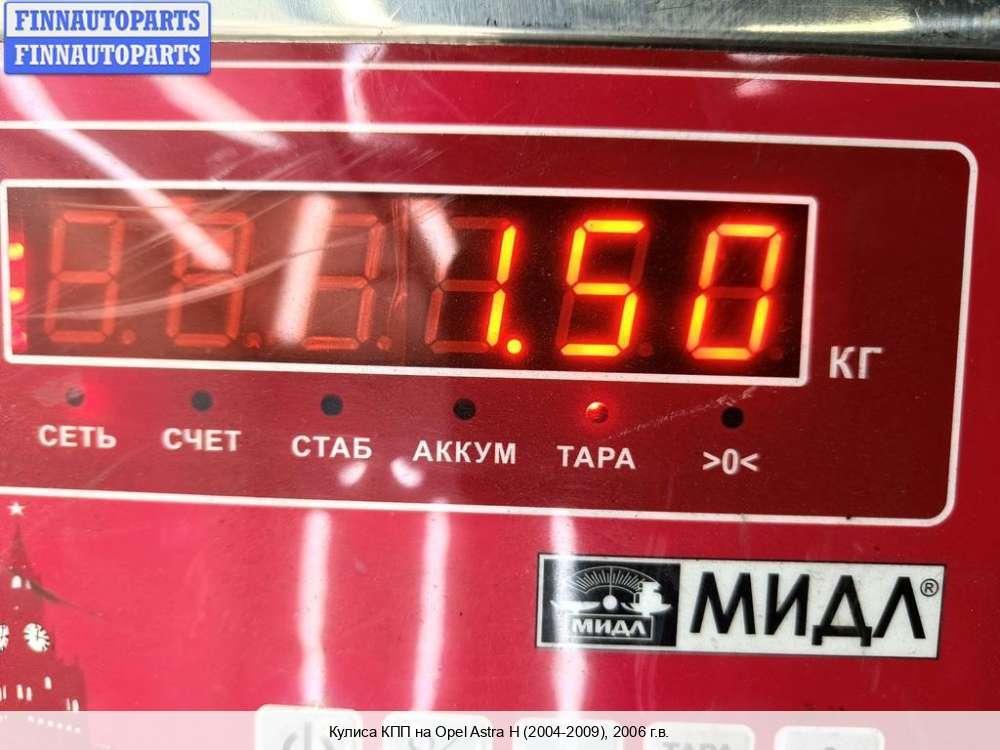 FINNAUTOPARTS
FINNAUTOPARTS
1.50
КГ
СЕТЬ СЧЕТ СТАБ АККУМ ТАРА >0<
МИДЛ МИДЛ®
ТАРА
Кулиса КПП на Opel Astra H (2004-2009), 2006 г.в.